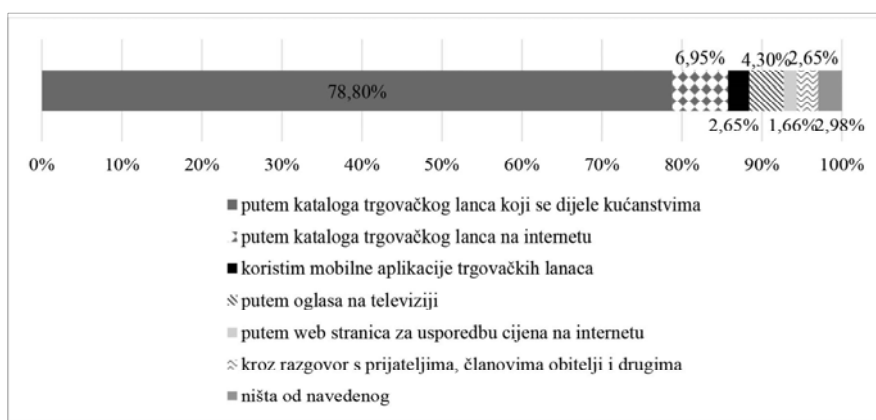 6,95% 4,30% 2,65%
78,80%
2,65% 1,66% 2,98%
0% 10% 20% 30% 40% 50% 60% 70% 80% 90% 100%
putem kataloga trgovačkog lanca koji se dijele kućanstvima
putem kataloga trgovačkog lanca na internetu
koristim mobilne aplikacije trgovačkih lanaca
putem oglasa na televiziji
putem web stranica za usporedbu cijena na internetu
kroz razgovor s prijateljima, članovima obitelji i drugima
ništa od navedenog